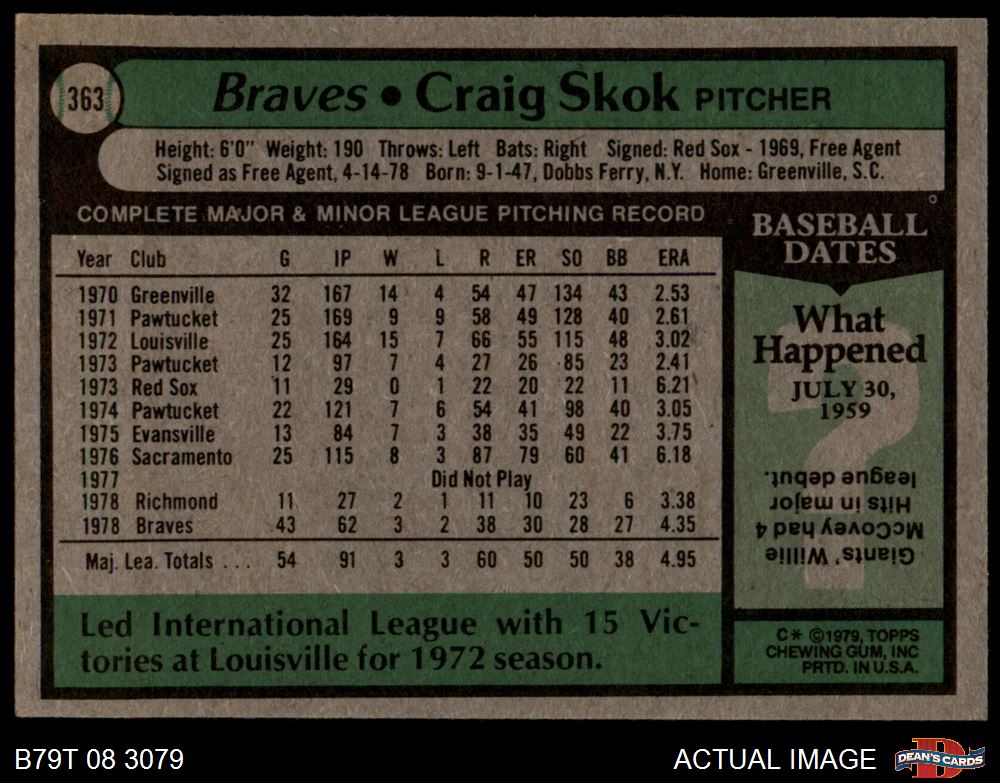 363
Braves • Craig Skok PITCHER
Height: 6'0" Weight: 190 Throws: Left Bats: Right Signed: Red Sox - 1969, Free Agent
Signed as Free Agent, 4-14-78 Born: 9-1-47, Dobbs Ferry, N.Y. Home: Greenville, S.C.
COMPLETE MAJOR & MINOR LEAGUE PITCHING RECORD
Year Club G IP W L R ER SO BB ERA
1970 Greenville 32 167 14 4 54 47 134 43 2.53
1971 Pawtucket 25 169 9 9 58 49 128 40 2.61
1972 Louisville 25 164 15 7 66 55 115 48 3.02
1973 Pawtucket 12 97 7 4 27 26 85 23 2.41
1973 Red Sox 11 29 0 1 22 20 22 11 6.21
1974 Pawtucket 22 121 7 6 54 41 98 40 3.05
1975 Evansville 13 84 7 3 38 35 49 22 3.75
1976 Sacramento 25 115 8 3 87 79 60 41 6.18
1977 Did Not Play
1978 Richmond 11 27 2 1 11 10 23 6 3.38
1978 Braves 43 62 3 2 38 30 28 27 4.35
Maj. Lea. Totals . . . 54 91 3 3 60 50 50 38 4.95
Led International League with 15 Vic-
tories at Louisville for 1972 season.
BASEBALL
DATES
What
Happened
JULY 30,
1959
?
Giants' Willie
McCovey had 4
Hits in major
league debut.
C* ©1979, TOPPS
CHEWING GUM, INC
PRTD. IN U.S.A.
B79T 08 3079
ACTUAL IMAGE
D
DEAN'S CARDS